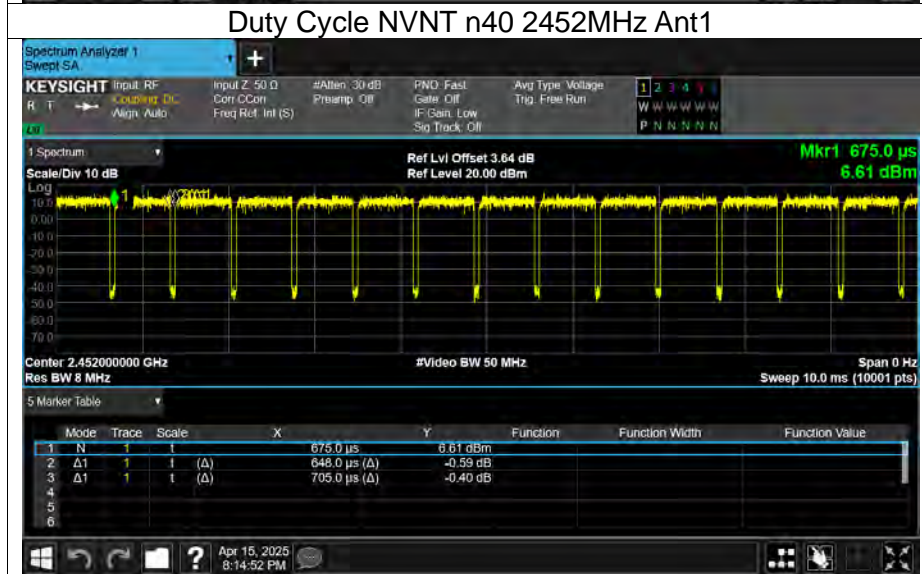 Duty Cycle NVNT n40 2452MHz Ant1
Spectrum Analyzer 1
Swept SA
+
KEYSIGHT Input: RF Input Z: 50 Ω #Atten: 30 dB PNO: Fast Avg Type: Voltage 1 2 3 4 5 6
R T Coupling: DC Corr CCorr Preamp: Off Gate: Off Trig: Free Run W W W W W W
Align: Auto Freq Ref: Int (S) IF Gain: Low
Sig Track: Off P N N N N N
1 Spectrum
Ref Lvl Offset 3.64 dB Mkr1 675.0 µs
Scale/Div 10 dB Ref Level 20.00 dBm 6.61 dBm
Log
10.0
0.00
-10.0
-20.0
-30.0
-40.0
-50.0
-60.0
-70.0
1
Center 2.452000000 GHz #Video BW 50 MHz Span 0 Hz
Res BW 8 MHz Sweep 10.0 ms (10001 pts)
5 Marker Table
Mode Trace Scale X Y Function Function Width Function Value
1 N 1 t 675.0 µs 6.61 dBm
2 Δ1 1 t (Δ) 648.0 µs (Δ) -0.59 dB
3 Δ1 1 t (Δ) 705.0 µs (Δ) -0.40 dB
4
5
6
? Apr 15, 2025
8:14:52 PM